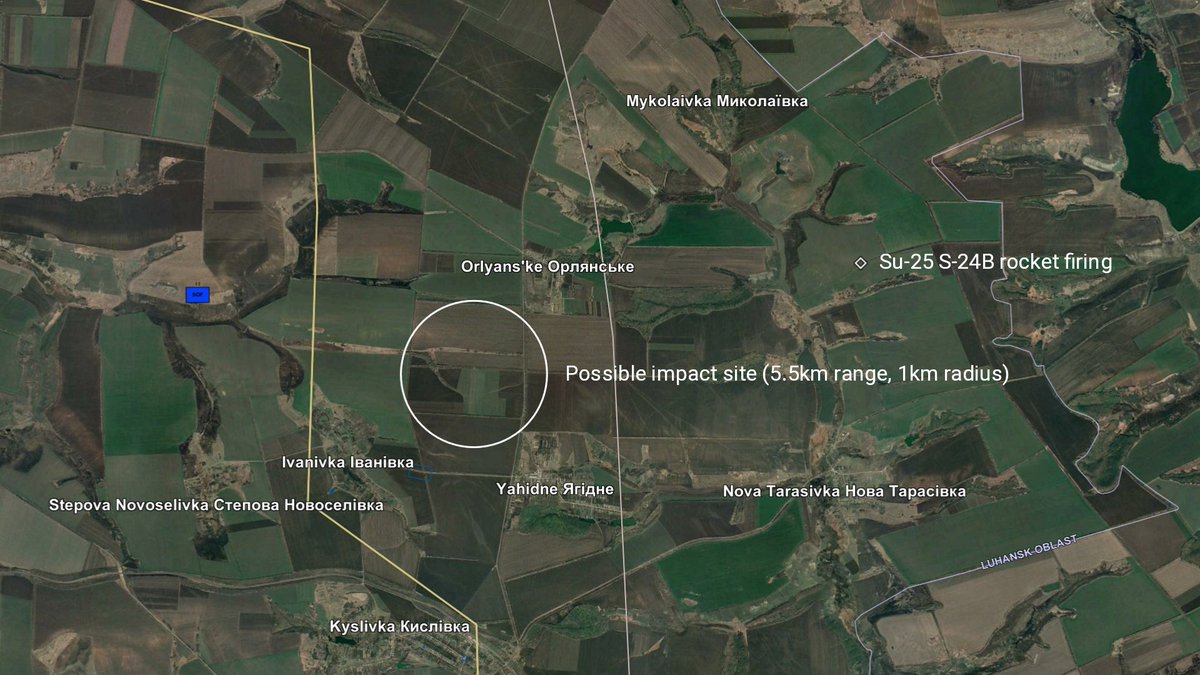 Mykolaivka Миколаївка
Su-25 S-24B rocket firing
Orlyans'ke Орлянське
Possible impact site (5.5km range, 1km radius)
Ivanivka Іванівка
Yahidne Ягідне
Nova Tarasivka Нова Тарасівка
Stepova Novoselivka Степова Новоселівка
LUHANSK OBLAST
Kyslivka Кислівка